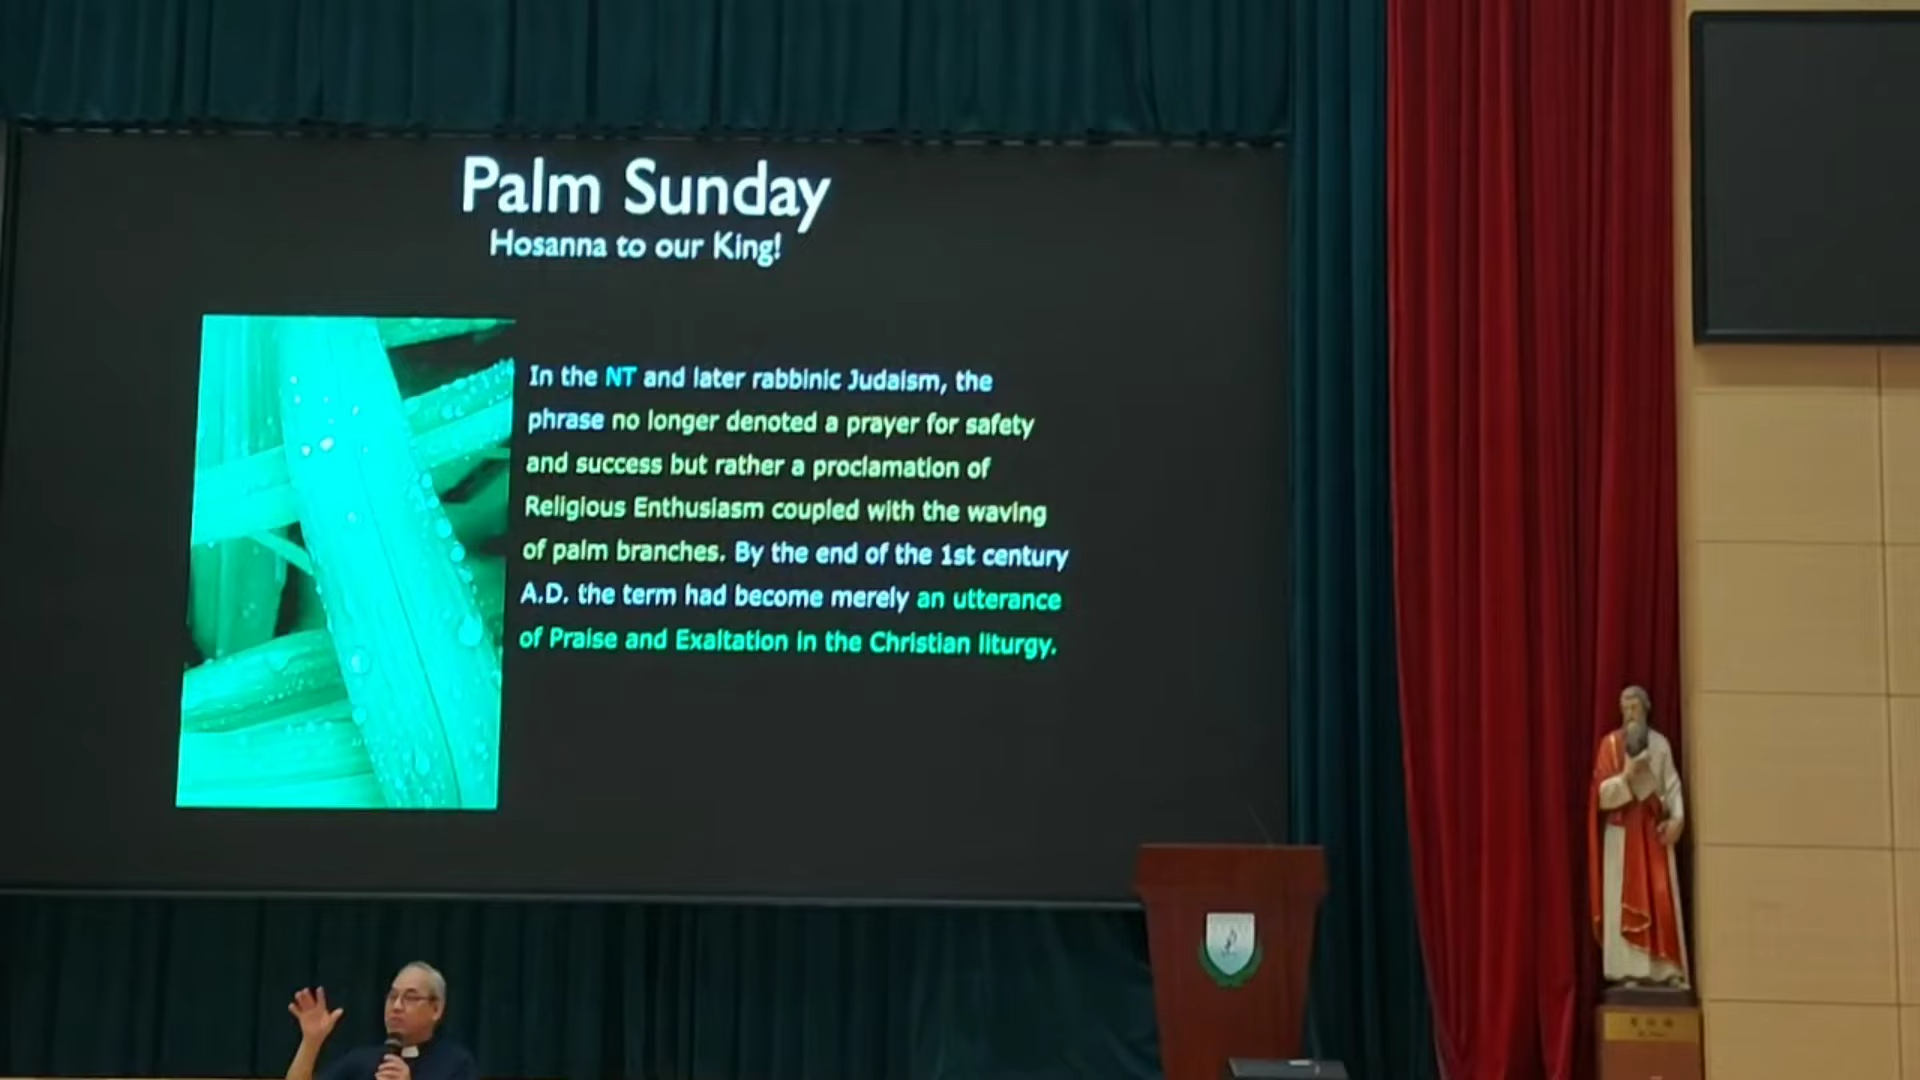 Palm Sunday
Hosanna to our King!
In the NT and later rabbinic Judaism, the
phrase no longer denoted a prayer for safety
and success but rather a proclamation of
Religious Enthusiasm coupled with the waving
of palm branches. By the end of the 1st century
A.D. the term had become merely an utterance
of Praise and Exaltation in the Christian liturgy.